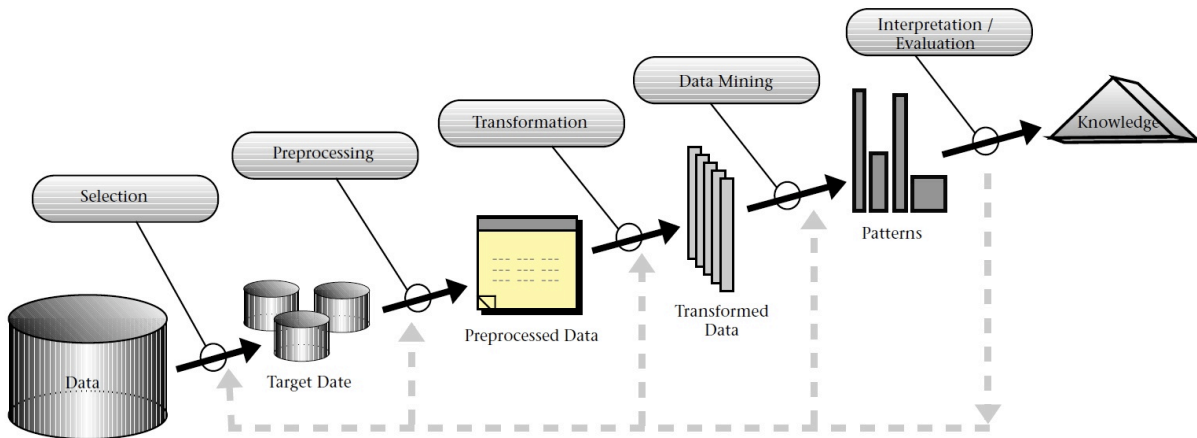 Interpretation /
Evaluation
Data Mining
Transformation
Preprocessing
Selection
Data
Target Date
Preprocessed Data
Transformed
Data
Patterns
Knowledge